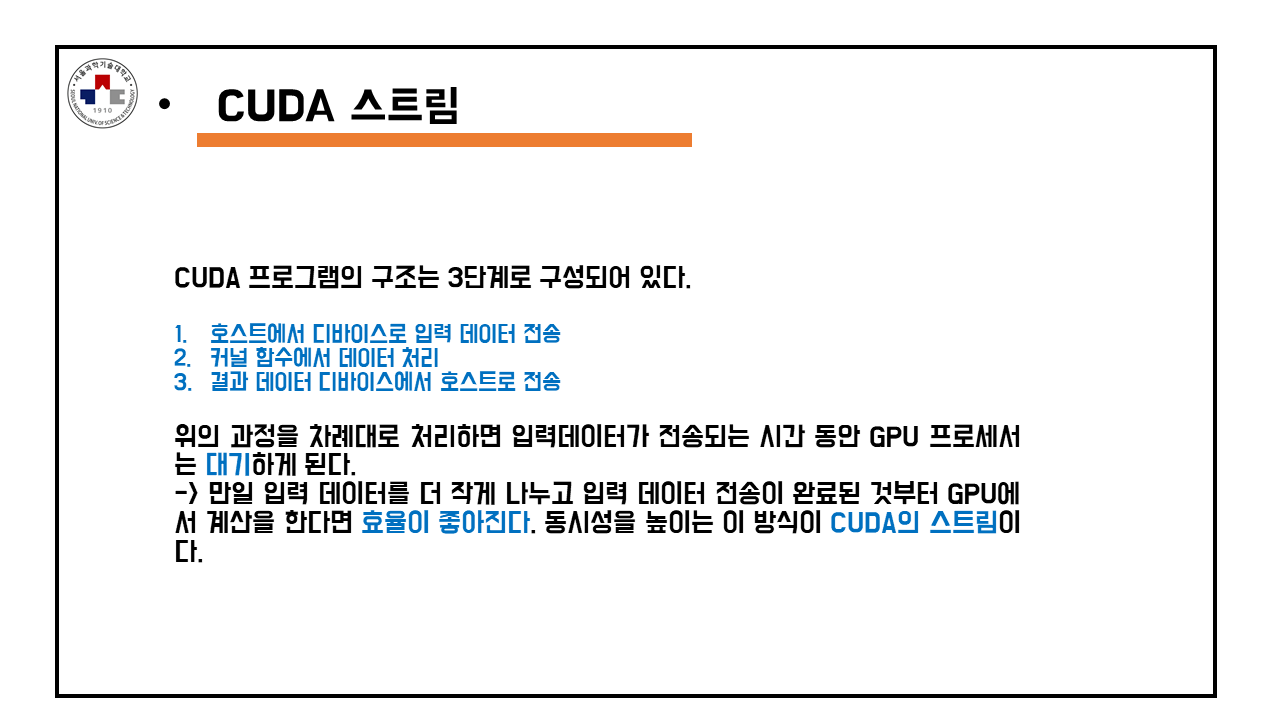 서울과학기술대학교
SEOUL NATIONAL UNIV. OF SCIENCE & TECHNOLOGY
1910
• CUDA 스트림
CUDA 프로그램의 구조는 3단계로 구성되어 있다.
1. 호스트에서 디바이스로 입력 데이터 전송
2. 커널 함수에서 데이터 처리
3. 결과 데이터 디바이스에서 호스트로 전송
위의 과정을 차례대로 처리하면 입력데이터가 전송되는 시간 동안 GPU 프로세서
는 대기하게 된다.
-> 만일 입력 데이터를 더 작게 나누고 입력 데이터 전송이 완료된 것부터 GPU에
서 계산을 한다면 효율이 좋아진다. 동시성을 높이는 이 방식이 CUDA의 스트림이
다.